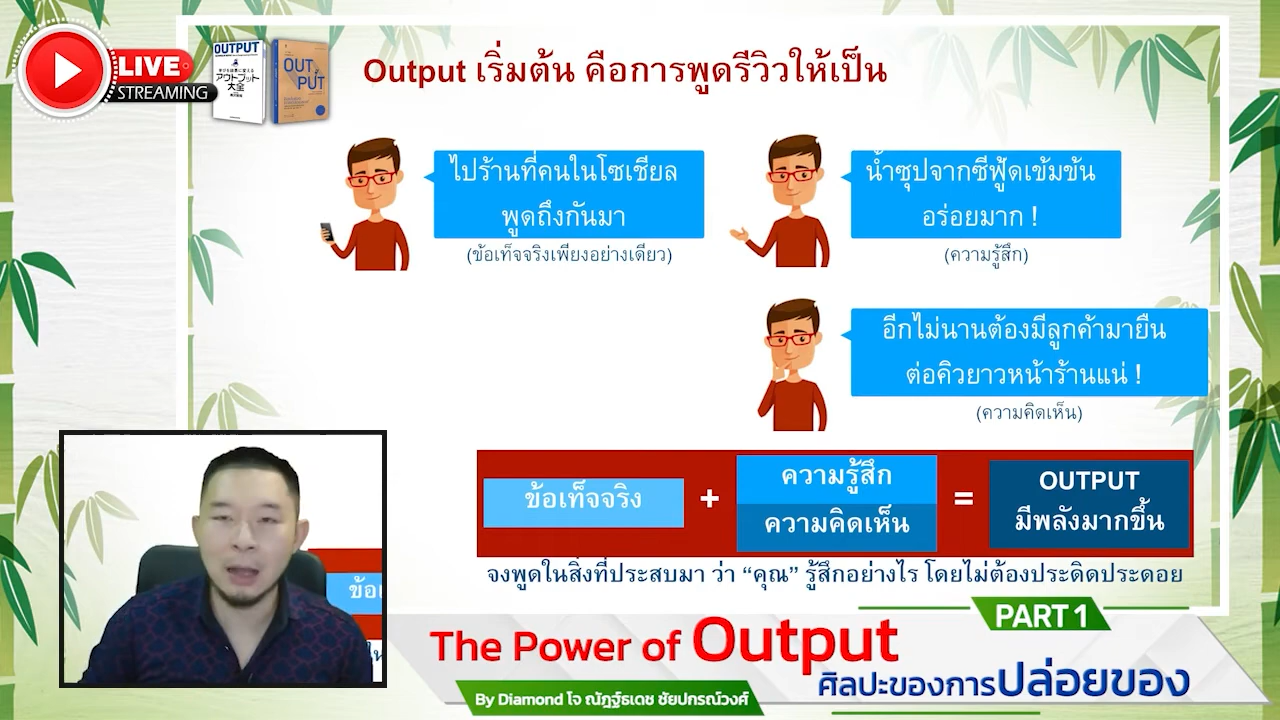 LIVE
STREAMING
OUTPUT
アウトプット
大全
OUT
PUT
Output เริ่มต้น คือการพูดรีวิวให้เป็น
ไปร้านที่คนในโซเชียล
พูดถึงกันมา
(ข้อเท็จจริงเพียงอย่างเดียว)
น้ำซุปจากซีฟู้ดเข้มข้น
อร่อยมาก !
(ความรู้สึก)
อีกไม่นานต้องมีลูกค้ามายืน
ต่อคิวยาวหน้าร้านแน่ !
(ความคิดเห็น)
ข้อเท็จจริง
+
ความรู้สึก
ความคิดเห็น
=
OUTPUT
มีพลังมากขึ้น
จงพูดในสิ่งที่ประสบมา ว่า “คุณ” รู้สึกอย่างไร โดยไม่ต้องประดิดประดอย
PART 1
The Power of Output
ศิลปะของการปล่อยของ
By Diamond โจ ณัฎฐ์ธเดช ชัยปกรณ์วงศ์